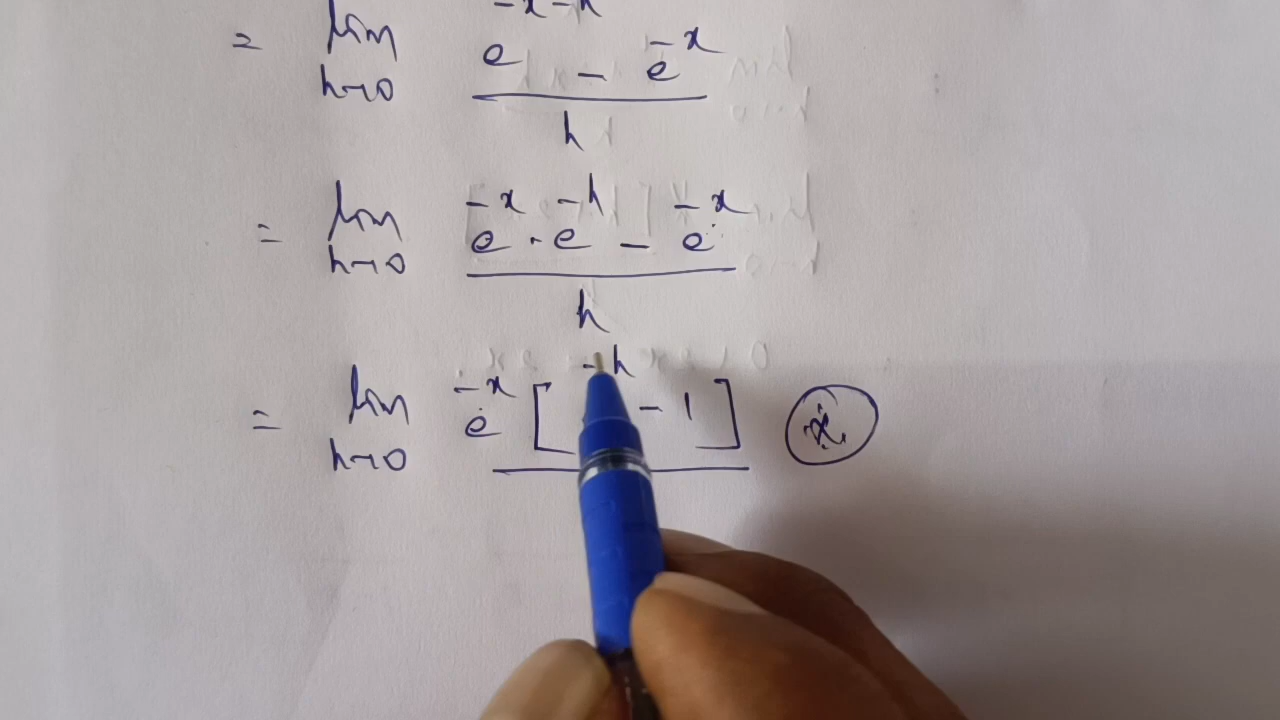 = lim h→0 e^{-x-h} - e^{-x} / h
= lim h→0 e^{-x} · e^{-h} - e^{-x} / h
= lim h→0 e^{-x} [ ^{-h} - 1 ] x